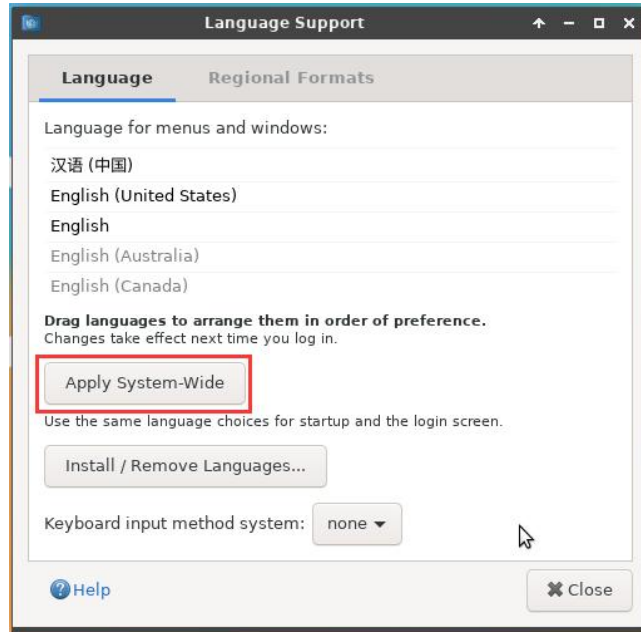 Language Support
Language
Regional Formats
Language for menus and windows:
汉语 (中国)
English (United States)
English
English (Australia)
English (Canada)
Drag languages to arrange them in order of preference.
Changes take effect next time you log in.
Apply System-Wide
Use the same language choices for startup and the login screen.
Install / Remove Languages...
Keyboard input method system: none
Help
Close